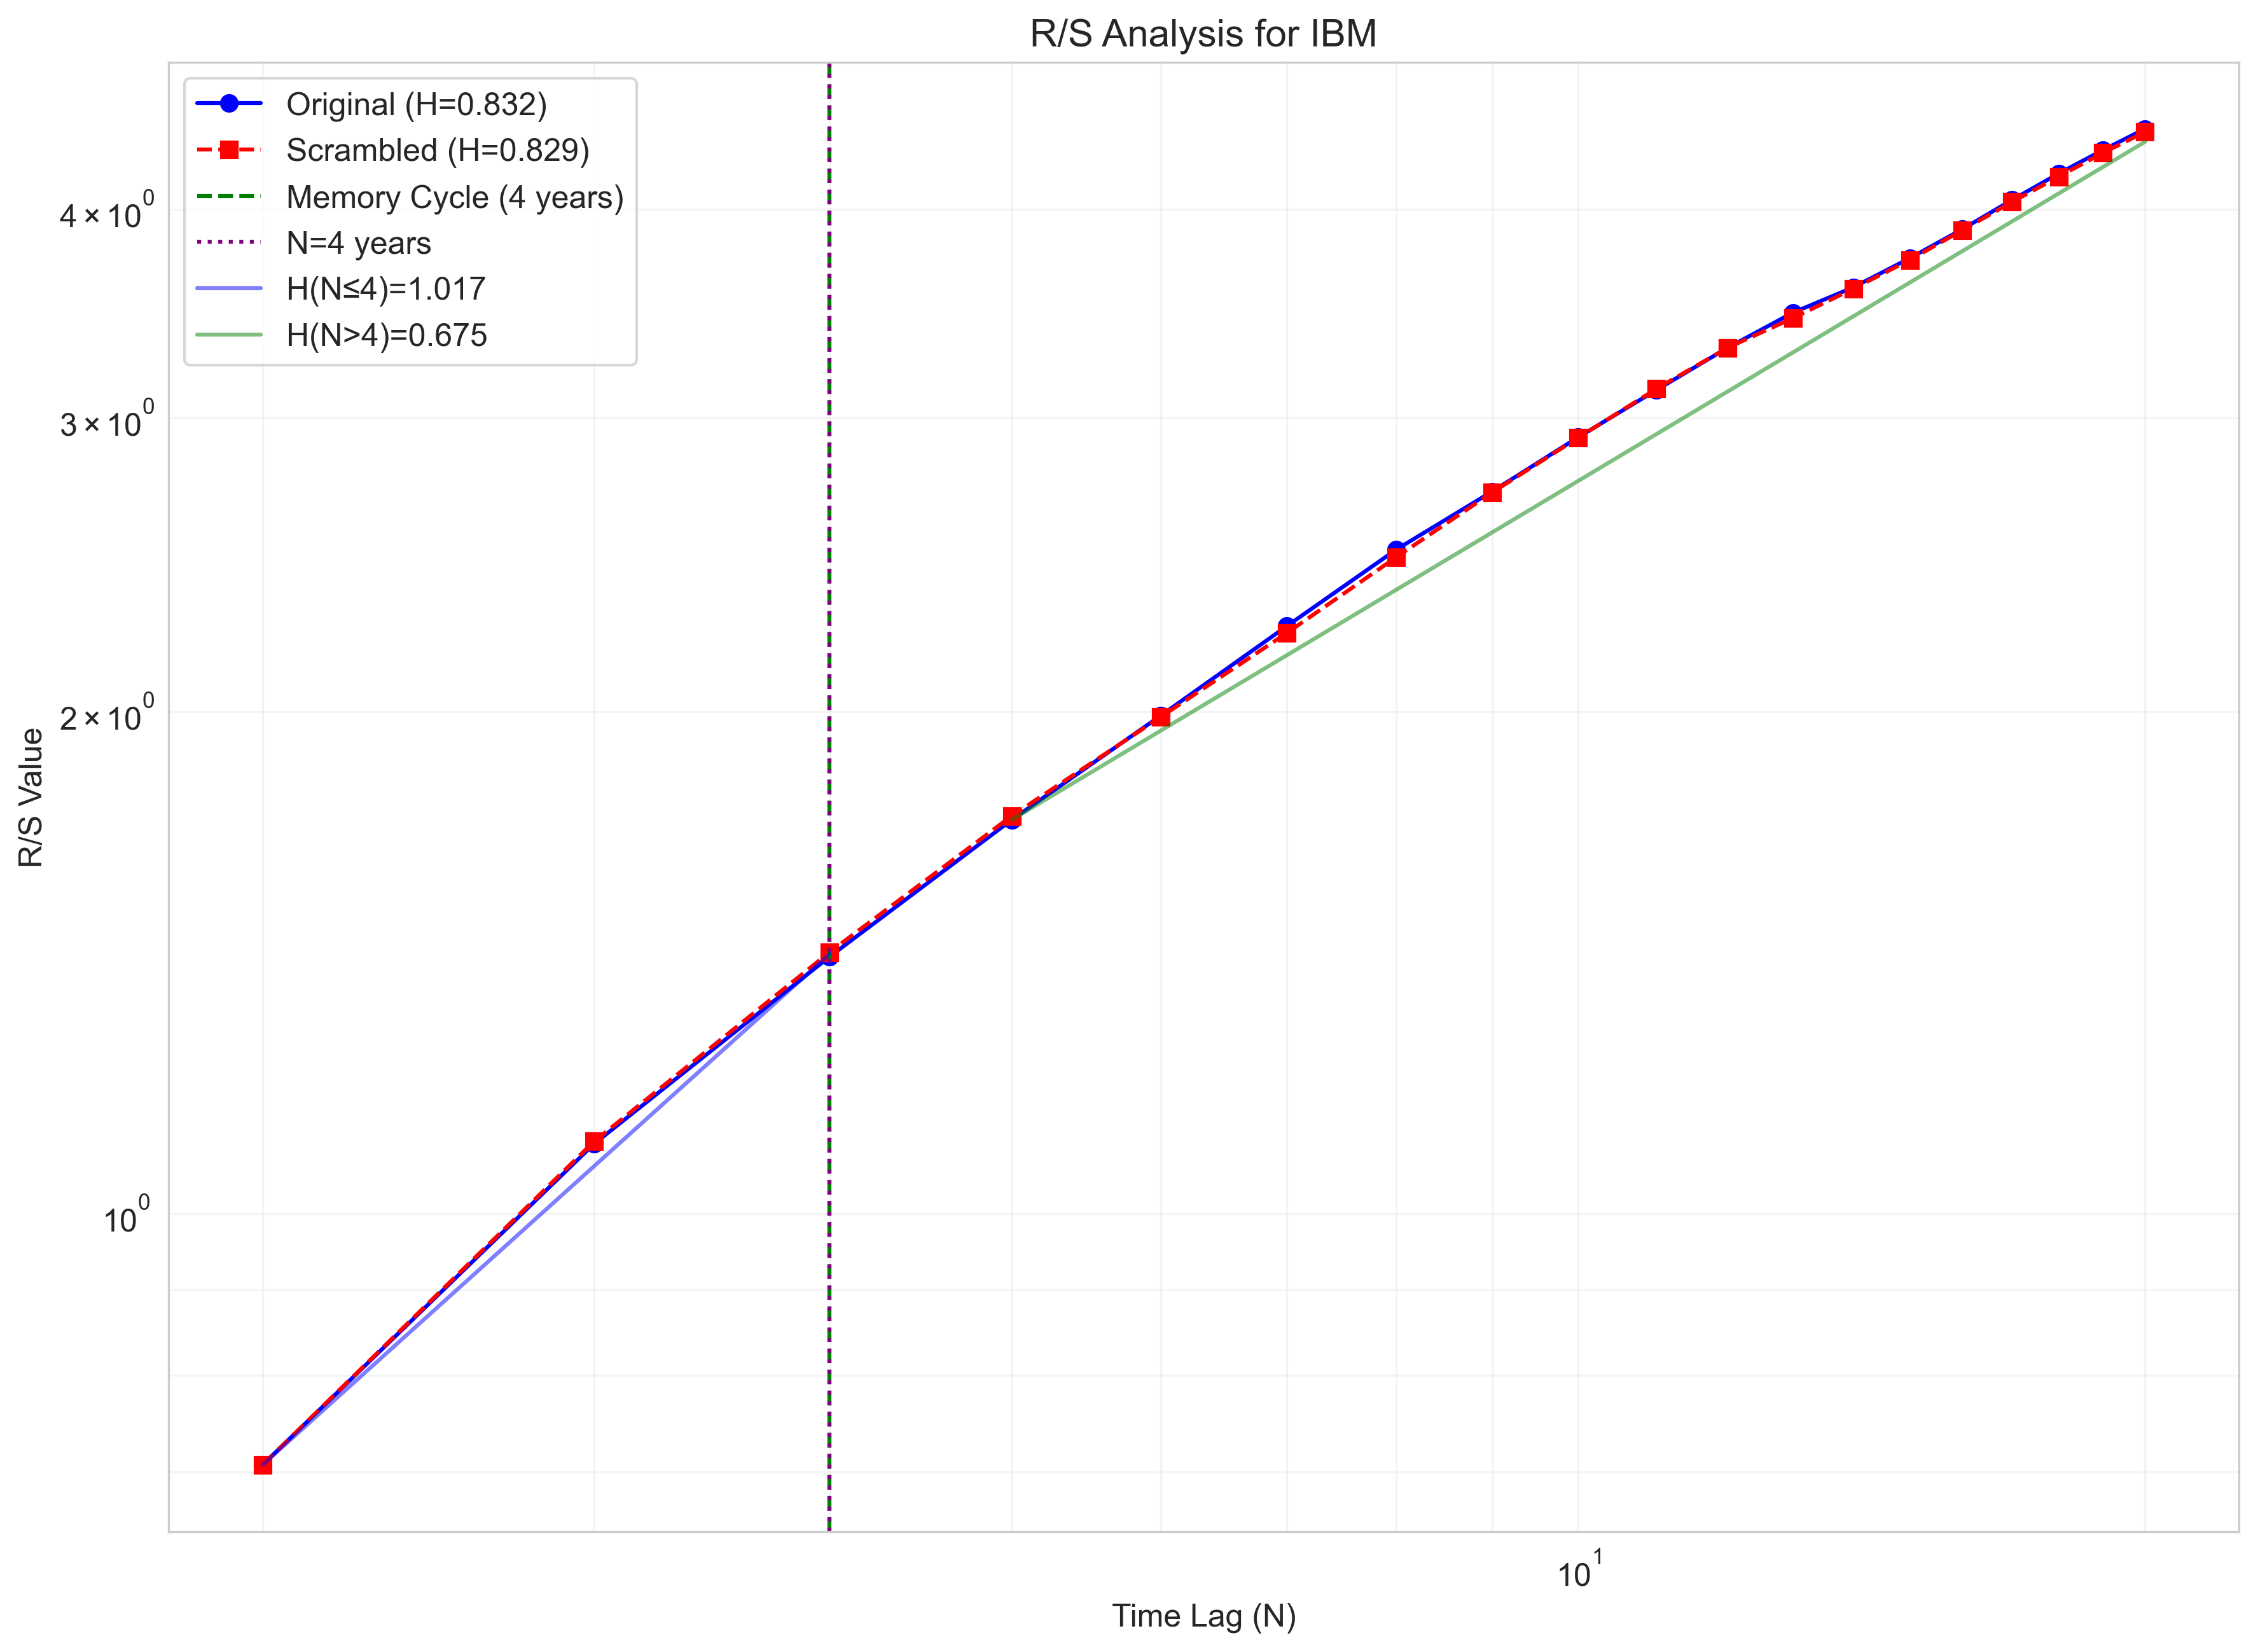 R/S Analysis for IBM
Original (H=0.832)
Scrambled (H=0.829)
Memory Cycle (4 years)
N=4 years
H(N≤4)=1.017
H(N>4)=0.675
4 × 10⁰
3 × 10⁰
2 × 10⁰
10⁰
R/S Value
10¹
Time Lag (N)